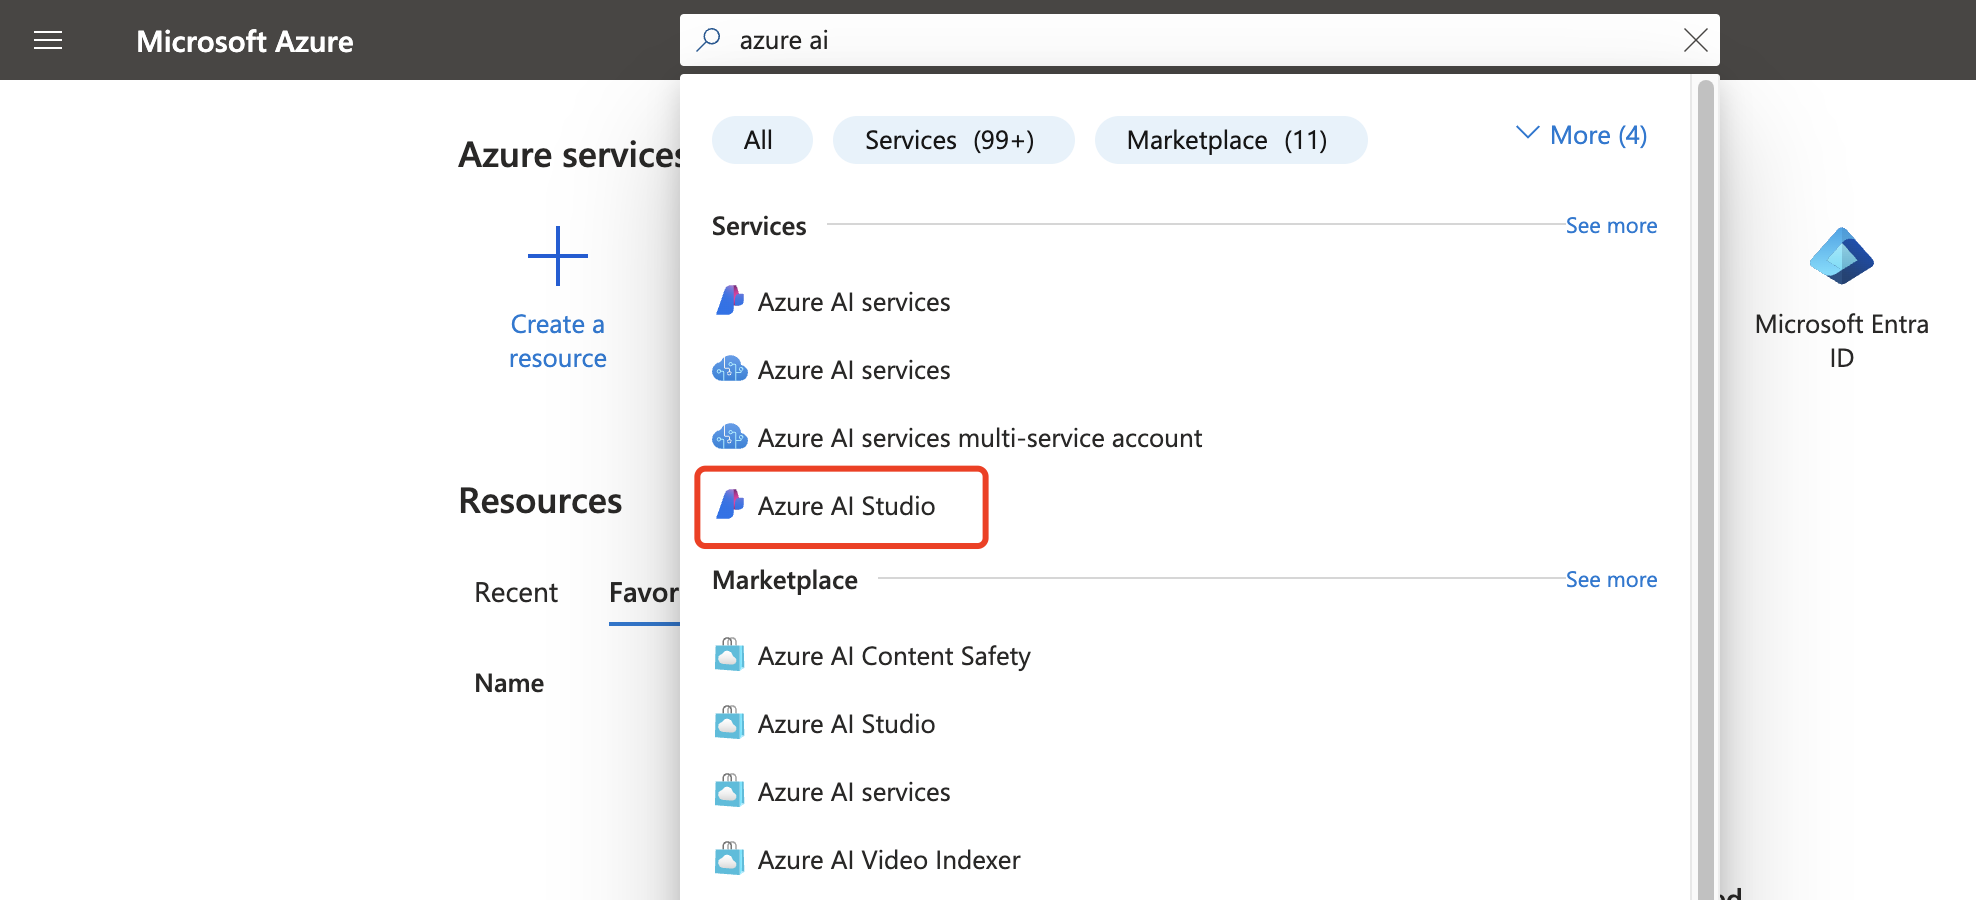 Microsoft Azure
azure ai
All
Services (99+)
Marketplace (11)
More (4)
Azure services
Create a
resource
Microsoft Entra
ID
Resources
Recent
Favor
Name
Services
See more
Azure AI services
Azure AI services
Azure AI services multi-service account
Azure AI Studio
Marketplace
See more
Azure AI Content Safety
Azure AI Studio
Azure AI services
Azure AI Video Indexer